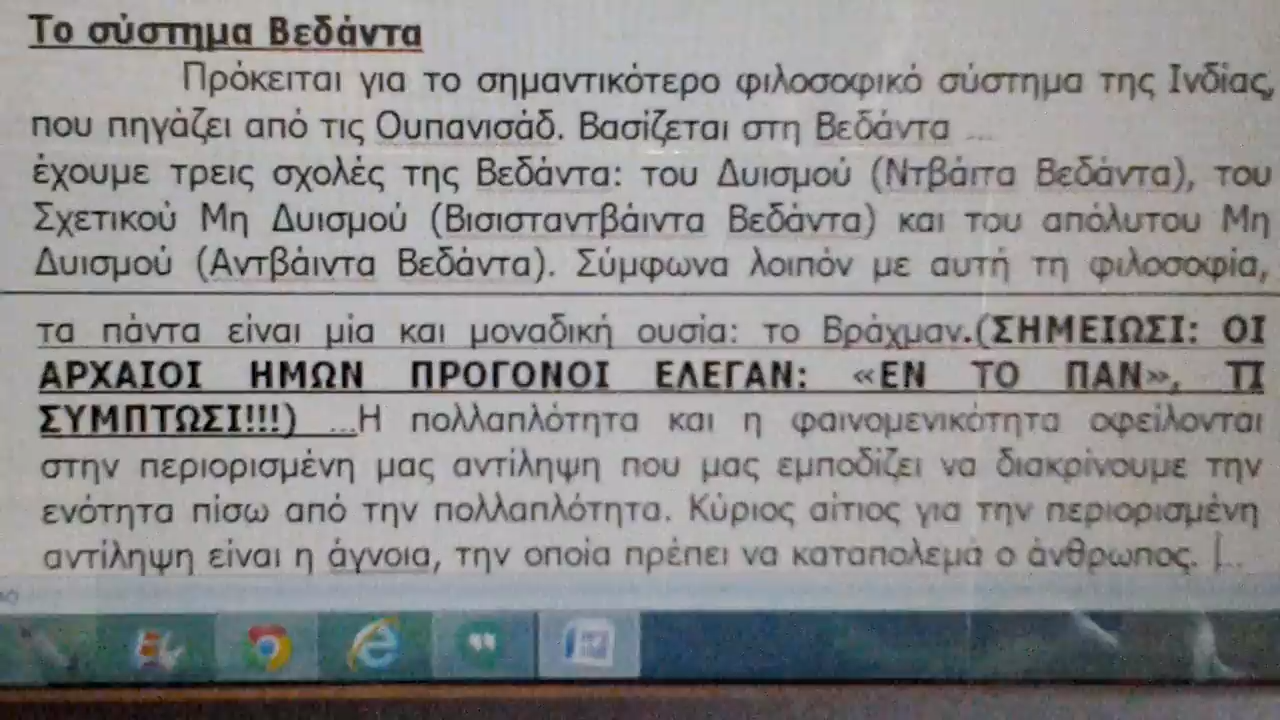 Το σύστημα Βεδάντα
Πρόκειται για το σημαντικότερο φιλοσοφικό σύστημα της Ινδίας,
που πηγάζει από τις Ουπανισάδ. Βασίζεται στη Βεδάντα ...
έχουμε τρεις σχολές της Βεδάντα: του Δυισμού (Ντβάιτα Βεδάντα), του
Σχετικού Μη Δυισμού (Βισισταντβάιντα Βεδάντα) και του απόλυτου Μη
Δυισμού (Αντβάιντα Βεδάντα). Σύμφωνα λοιπόν με αυτή τη φιλοσοφία,
τα πάντα είναι μία και μοναδική ουσία: το Βράχμαν.(ΣΗΜΕΙΩΣΙ: ΟΙ
ΑΡΧΑΙΟΙ ΗΜΩΝ ΠΡΟΓΟΝΟΙ ΕΛΕΓΑΝ: «ΕΝ ΤΟ ΠΑΝ», ΤΙ
ΣΥΜΠΤΩΣΙ!!!) ...Η πολλαπλότητα και η φαινομενικότητα οφείλονται
στην περιορισμένη μας αντίληψη που μας εμποδίζει να διακρίνουμε την
ενότητα πίσω από την πολλαπλότητα. Κύριος αίτιος για την περιορισμένη
αντίληψη είναι η άγνοια, την οποία πρέπει να καταπολεμά ο άνθρωπος. ...